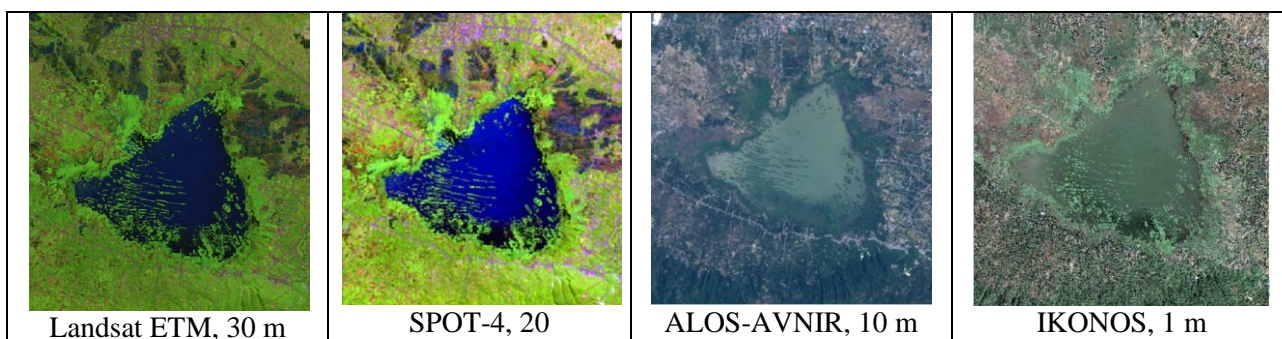 Landsat ETM, 30 m
SPOT-4, 20
ALOS-AVNIR, 10 m
IKONOS, 1 m